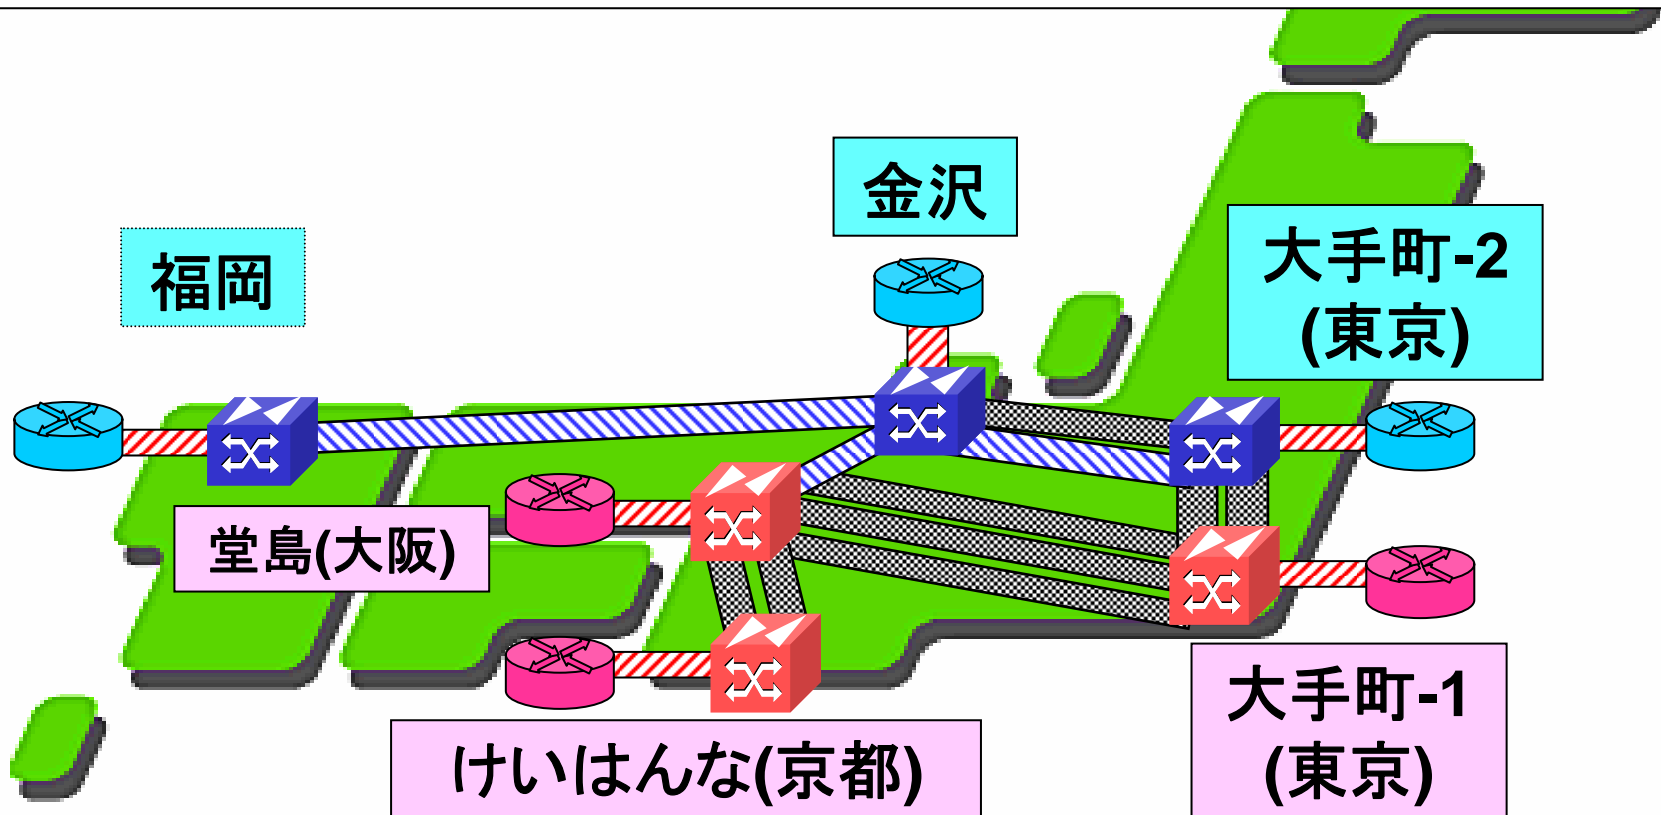 金沢
大手町-2
(東京)
福岡
堂島(大阪)
大手町-1
(東京)
けいはんな(京都)